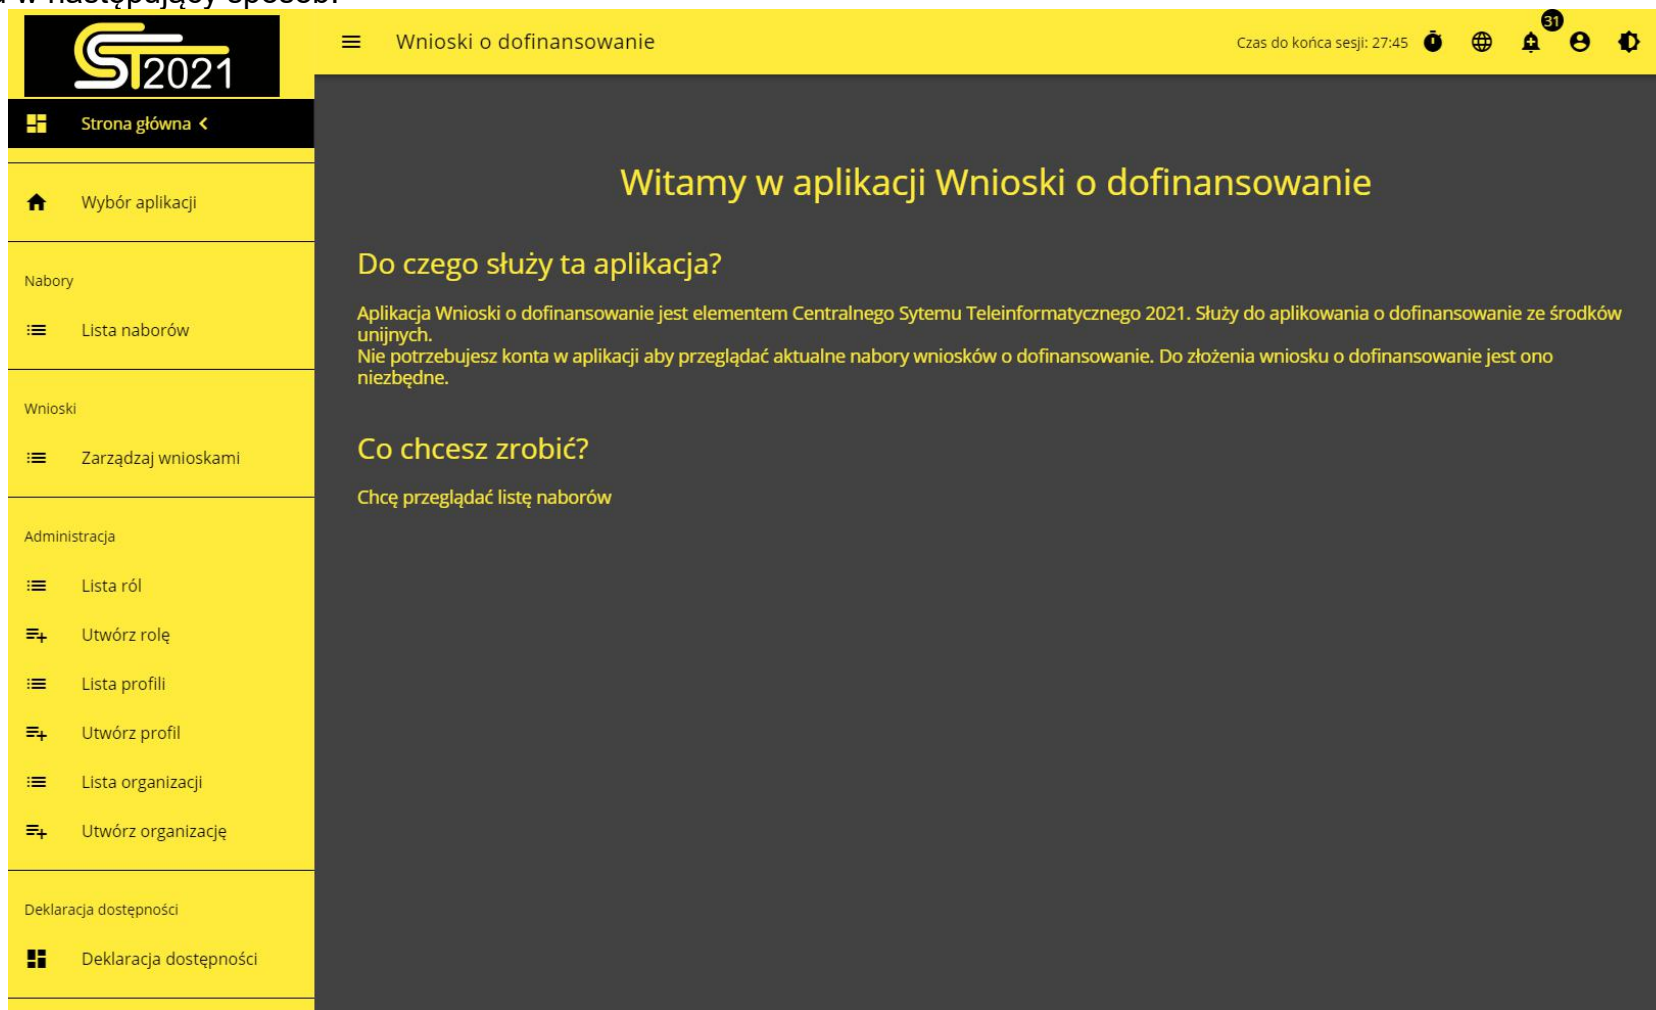 w następujący sposób:
ST2021
Strona główna
Wybór aplikacji
Nabory
Lista naborów
Wnioski
Zarządzaj wnioskami
Administracja
Lista ról
Utwórz rolę
Lista profili
Utwórz profil
Lista organizacji
Utwórz organizację
Deklaracja dostępności
Deklaracja dostępności
Wnioski o dofinansowanie
Czas do końca sesji: 27:45
31
Witamy w aplikacji Wnioski o dofinansowanie
Do czego służy ta aplikacja?
Aplikacja Wnioski o dofinansowanie jest elementem Centralnego Sytemu Teleinformatycznego 2021. Służy do aplikowania o dofinansowanie ze środków
unijnych.
Nie potrzebujesz konta w aplikacji aby przeglądać aktualne nabory wniosków o dofinansowanie. Do złożenia wniosku o dofinansowanie jest ono
niezbędne.
Co chcesz zrobić?
Chcę przeglądać listę naborów